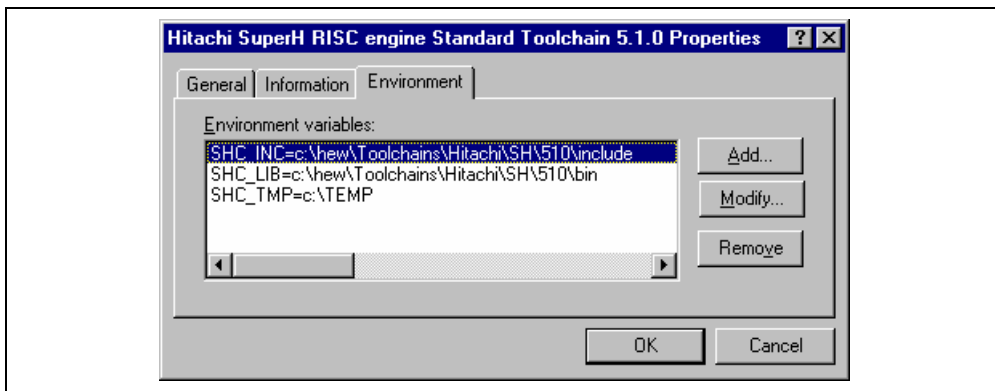 Hitachi SuperH RISC engine Standard Toolchain 5.1.0 Properties
General Information Environment
Environment variables:
SHC_INC=c:\hew\Toolchains\Hitachi\SH\510\include
SHC_LIB=c:\hew\Toolchains\Hitachi\SH\510\bin
SHC_TMP=c:\TEMP
Add...
Modify...
Remove
OK Cancel